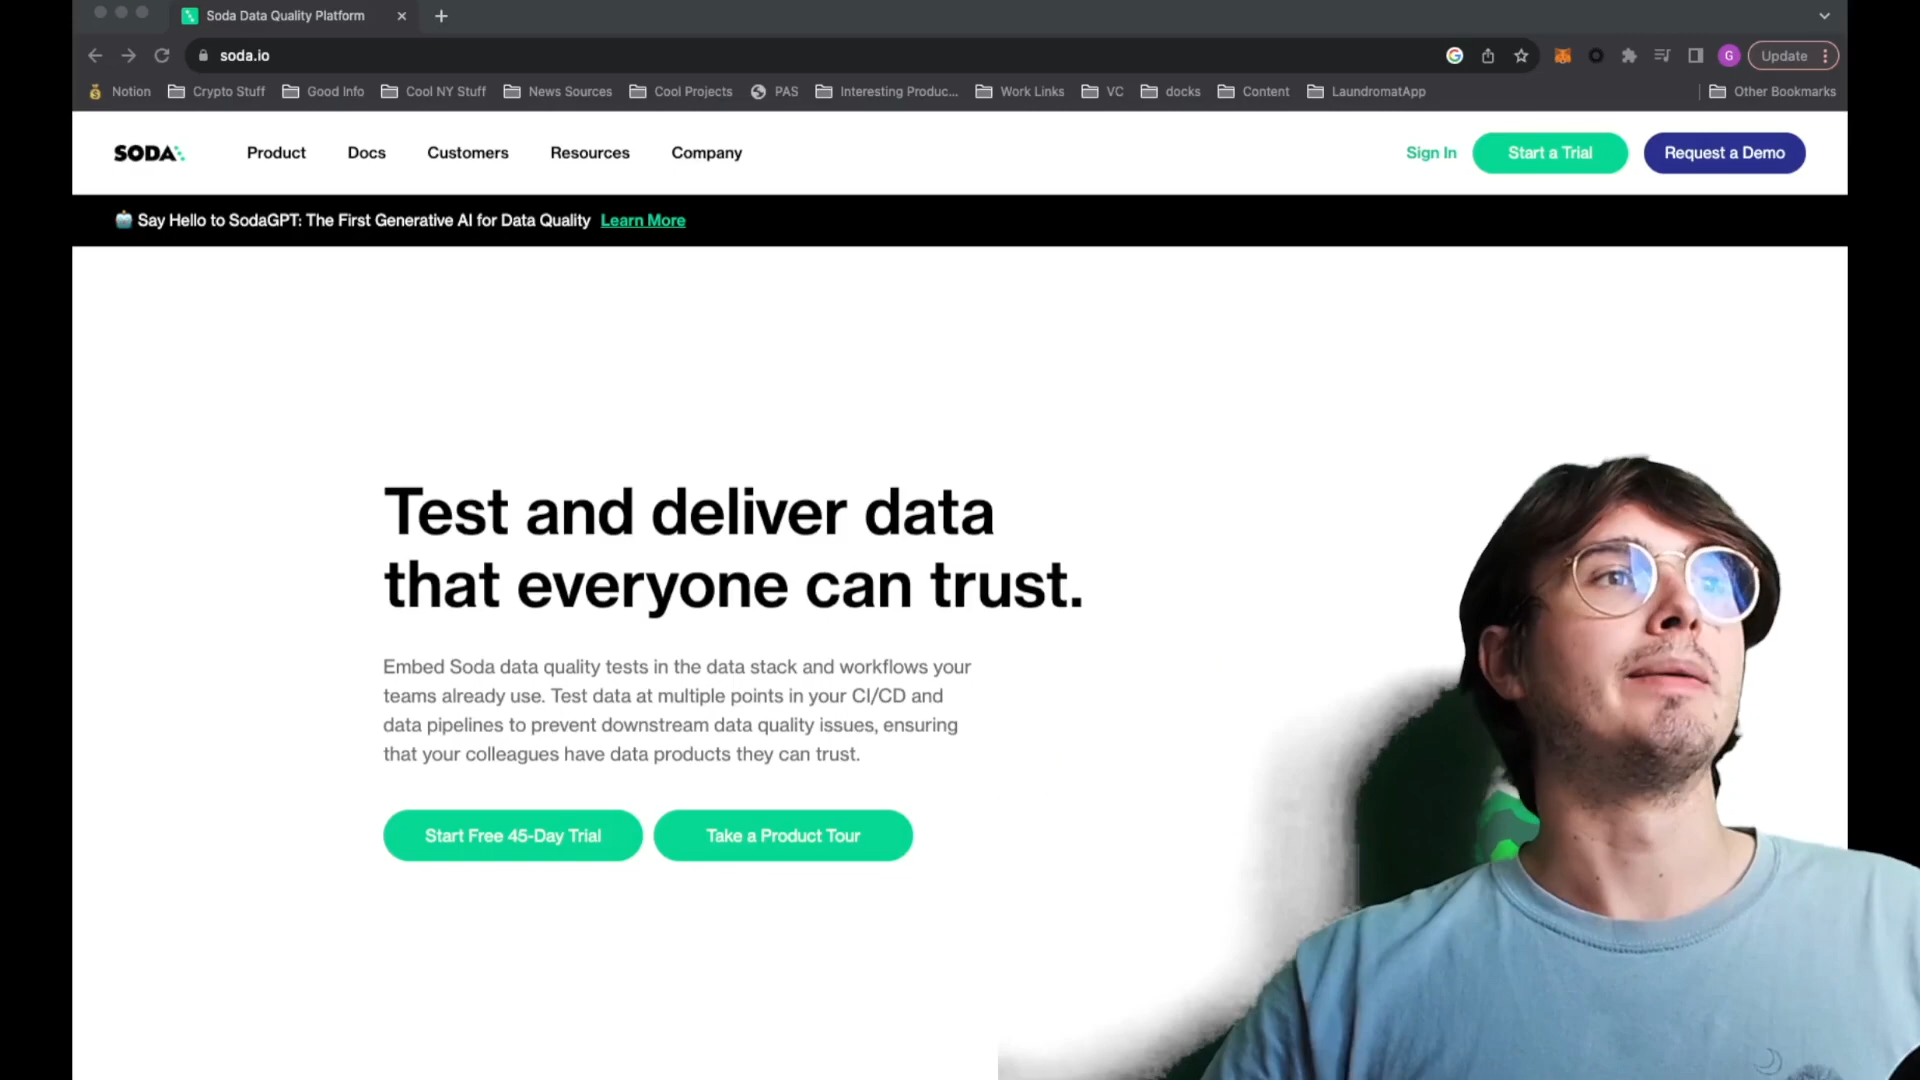 Soda Data Quality Platform
soda.io
G
Update
Notion
Crypto Stuff
Good Info
Cool NY Stuff
News Sources
Cool Projects
PAS
Interesting Produc...
Work Links
VC
docks
Content
LaundromatApp
Other Bookmarks
SODA
Product
Docs
Customers
Resources
Company
Sign In
Start a Trial
Request a Demo
Say Hello to SodaGPT: The First Generative AI for Data Quality Learn More
Test and deliver data
that everyone can trust.
Embed Soda data quality tests in the data stack and workflows your
teams already use. Test data at multiple points in your CI/CD and
data pipelines to prevent downstream data quality issues, ensuring
that your colleagues have data products they can trust.
Start Free 45-Day Trial
Take a Product Tour